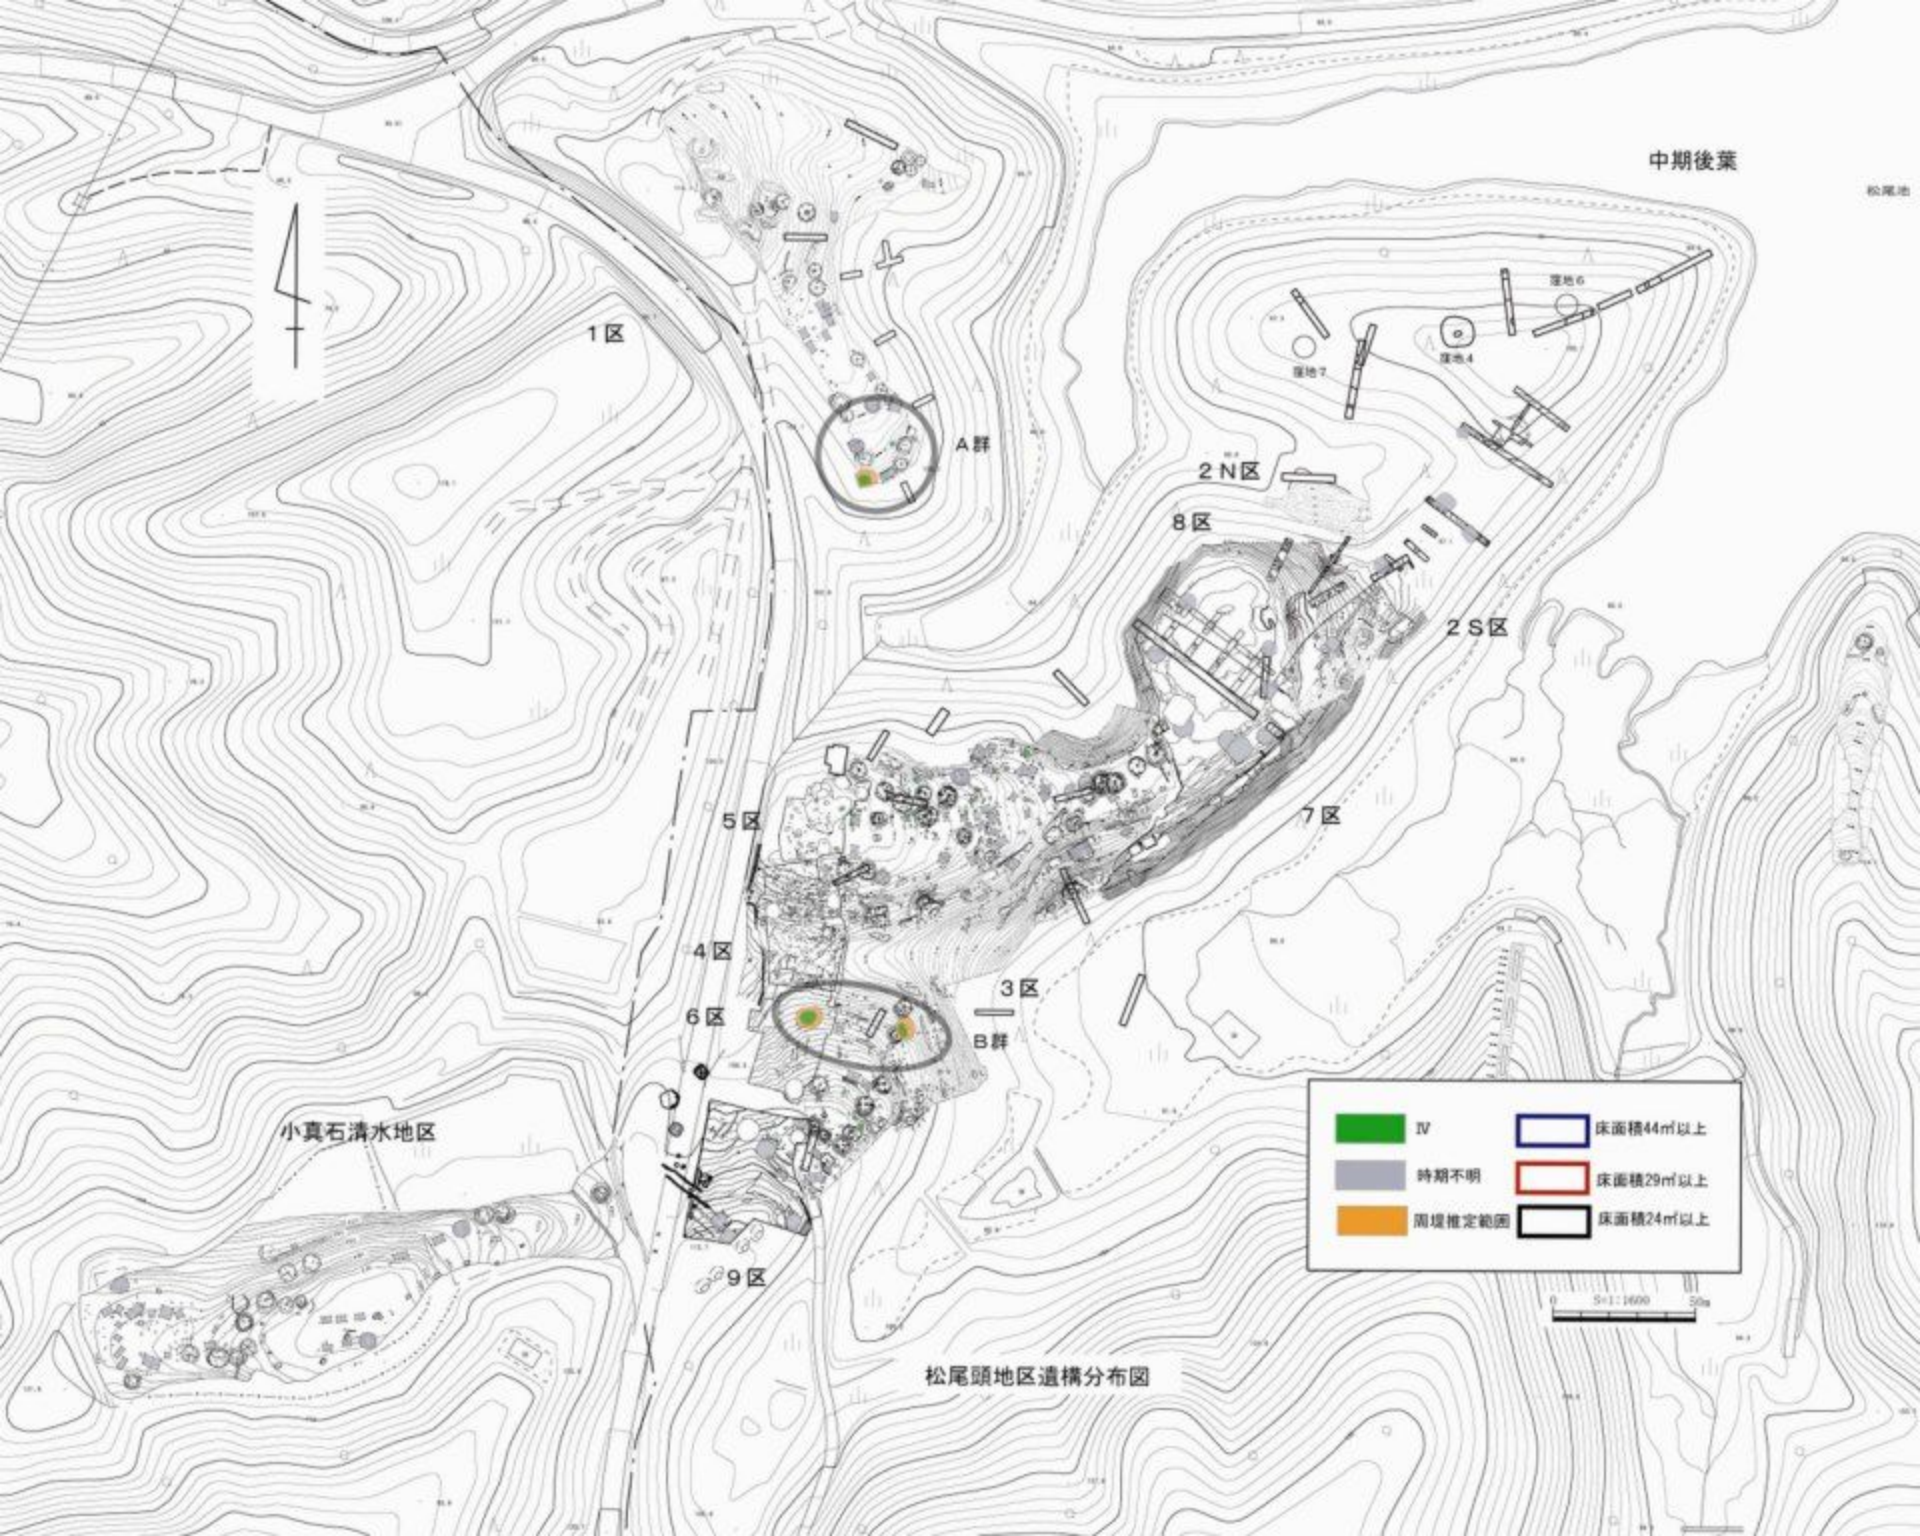 中期後葉
松尾池
窪地6
1区
窪地4
窪地7
A群
2N区
8区
2S区
7区
5区
4区
3区
6区
B群
Ⅳ
床面積44㎡以上
時期不明
床面積29㎡以上
周堤推定範囲
床面積24㎡以上
小真石清水地区
9区
0 S=1:1600 50m
松尾頭地区遺構分布図